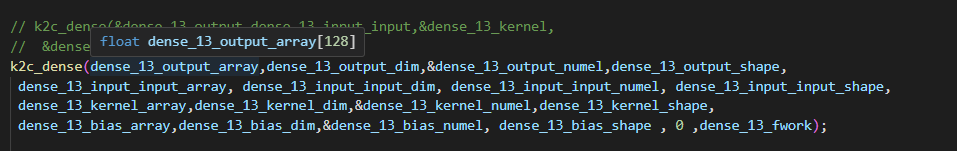 // k2c_dense(&dense_13_output,dense_13_input_input,&dense_13_kernel,
//  &dense
float dense_13_output_array[128]
k2c_dense(dense_13_output_array,dense_13_output_dim,&dense_13_output_numel,dense_13_output_shape,
dense_13_input_input_array, dense_13_input_input_dim, dense_13_input_input_numel, dense_13_input_input_shape,
dense_13_kernel_array,dense_13_kernel_dim,&dense_13_kernel_numel,dense_13_kernel_shape,
dense_13_bias_array,dense_13_bias_dim,&dense_13_bias_numel, dense_13_bias_shape , 0 ,dense_13_fwork);